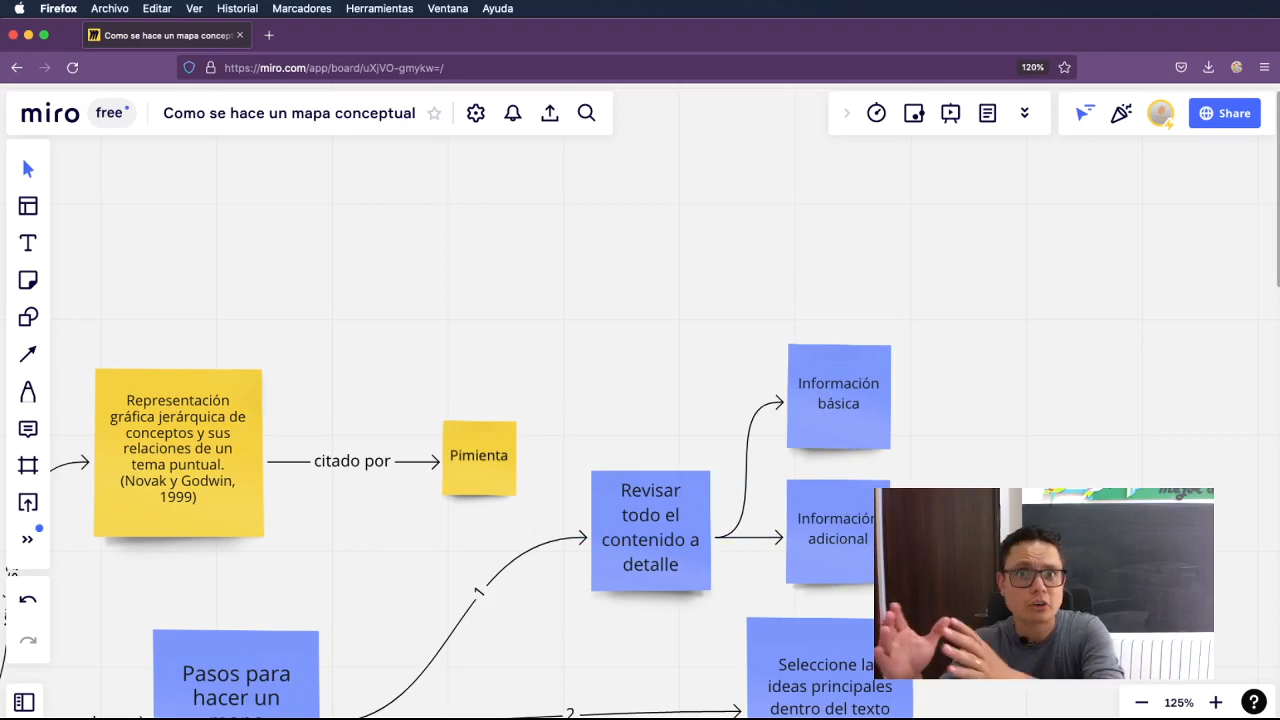 Firefox Archivo Editar Ver Historial Marcadores Herramientas Ventana Ayuda
Como se hace un mapa concept
https://miro.com/app/board/uXjVO-gmykw=/
120%
miro free Como se hace un mapa conceptual
Share
Información
básica
Representación
gráfica jerárquica de
conceptos y sus
relaciones de un
tema puntual.
(Novak y Godwin,
1999)
citado por
Pimienta
Revisar
todo el
contenido a
detalle
Información
adicional
1
Pasos para
hacer un
Seleccione la
ideas principales
dentro del texto
2
125%